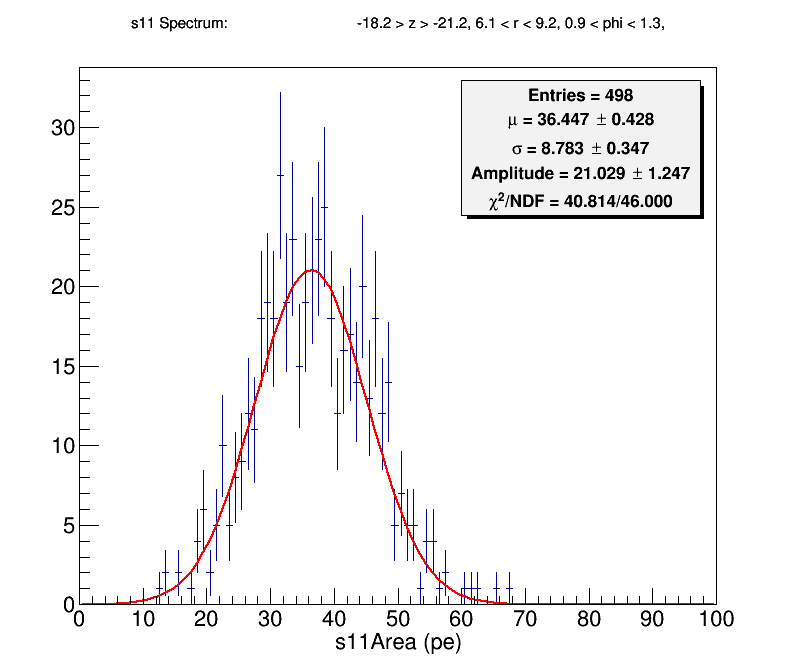 s11 Spectrum: -18.2 > z > -21.2, 6.1 < r < 9.2, 0.9 < phi < 1.3,
Entries = 498
μ = 36.447 ± 0.428
σ = 8.783 ± 0.347
Amplitude = 21.029 ± 1.247
χ²/NDF = 40.814/46.000
30
25
20
15
10
5
0
0 10 20 30 40 50 60 70 80 90 100
s11Area (pe)